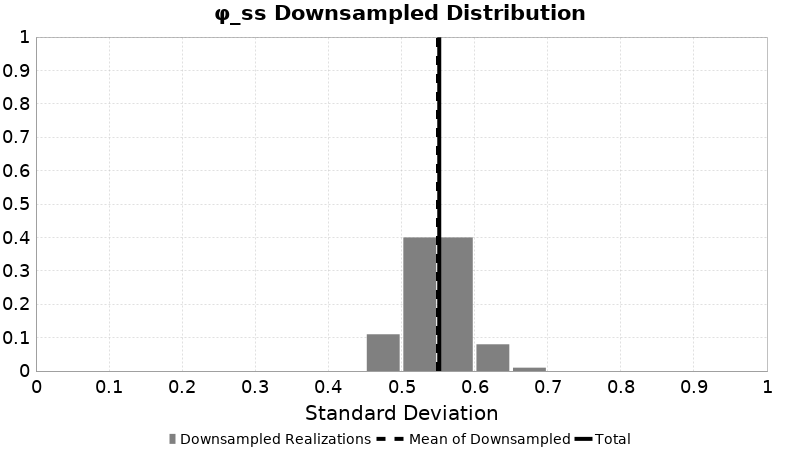 φ_ss Downsampled Distribution
1
0.9
0.8
0.7
0.6
0.5
0.4
0.3
0.2
0.1
0
0 0.1 0.2 0.3 0.4 0.5 0.6 0.7 0.8 0.9 1
Standard Deviation
Downsampled Realizations Mean of Downsampled Total